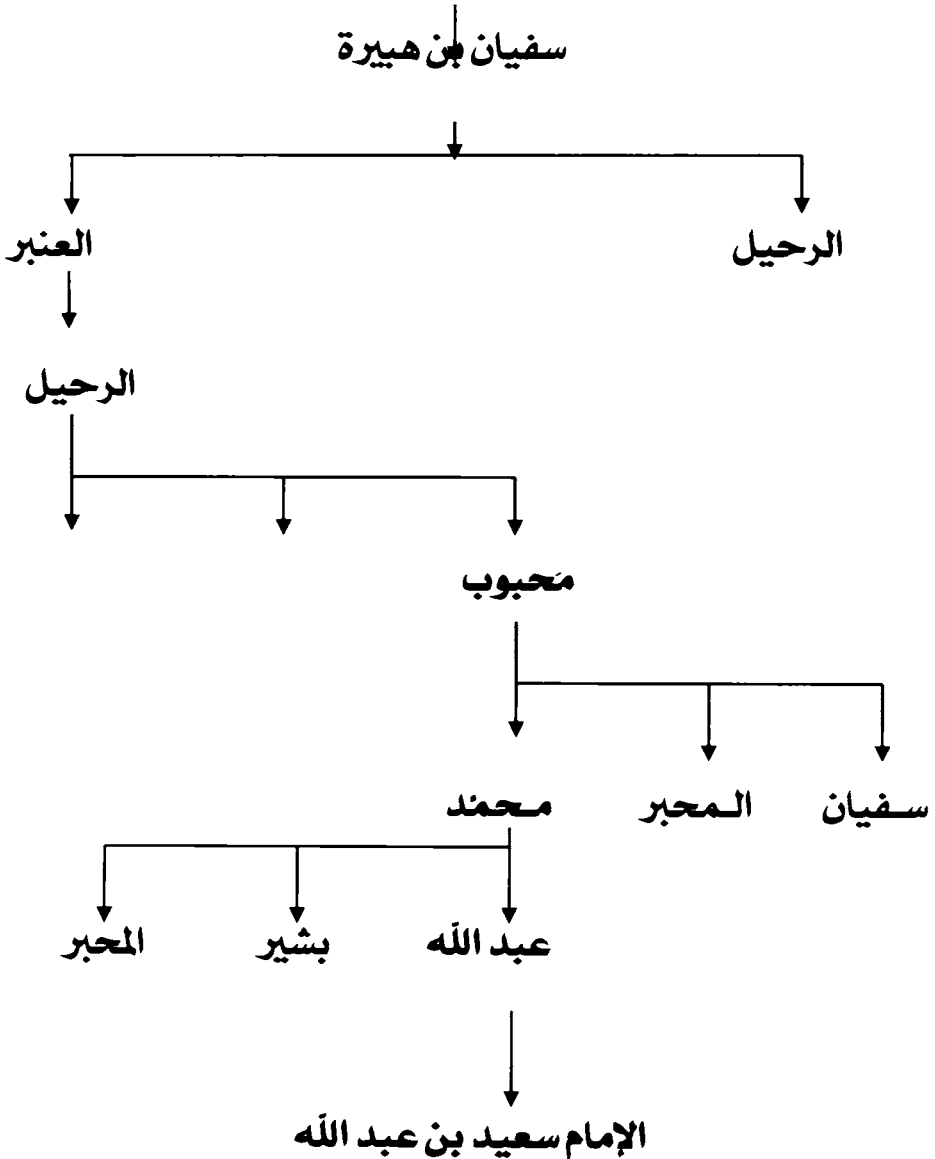 سفيان بن هبيرة
الرحيل العنبر
الرحيل
محبوب
سفيان المحبر محمد
عبد الله بشير المحبر
الإمام سعيد بن عبد الله